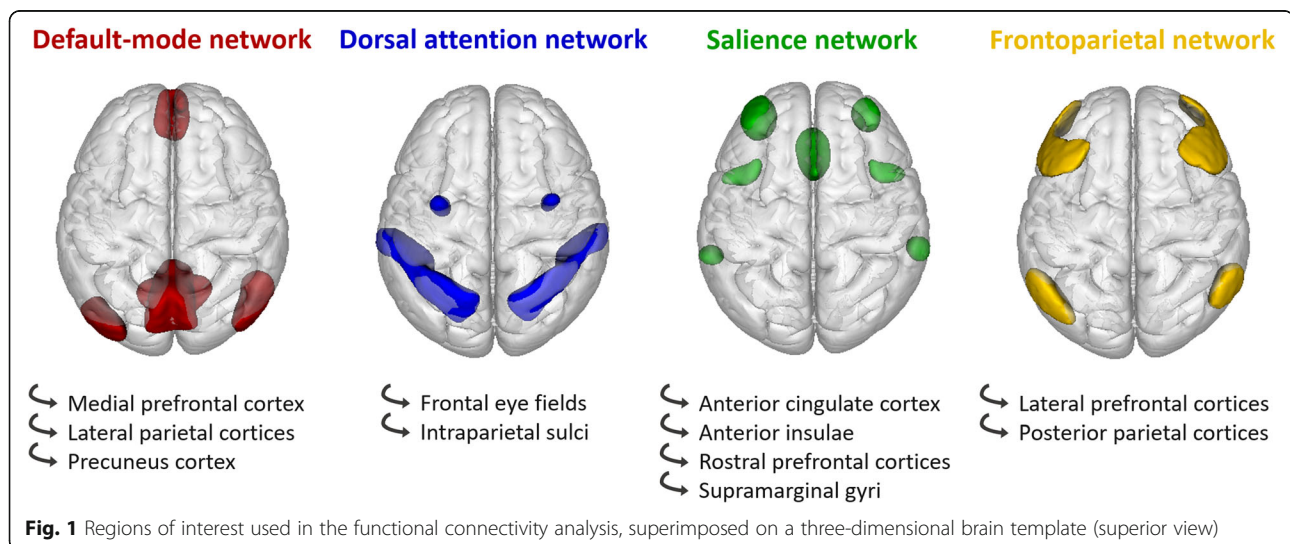 Default-mode network
Dorsal attention network
Salience network
Frontoparietal network
Medial prefrontal cortex
Lateral parietal cortices
Precuneus cortex
Frontal eye fields
Intraparietal sulci
Anterior cingulate cortex
Anterior insulae
Rostral prefrontal cortices
Supramarginal gyri
Lateral prefrontal cortices
Posterior parietal cortices
Fig. 1 Regions of interest used in the functional connectivity analysis, superimposed on a three-dimensional brain template (superior view)